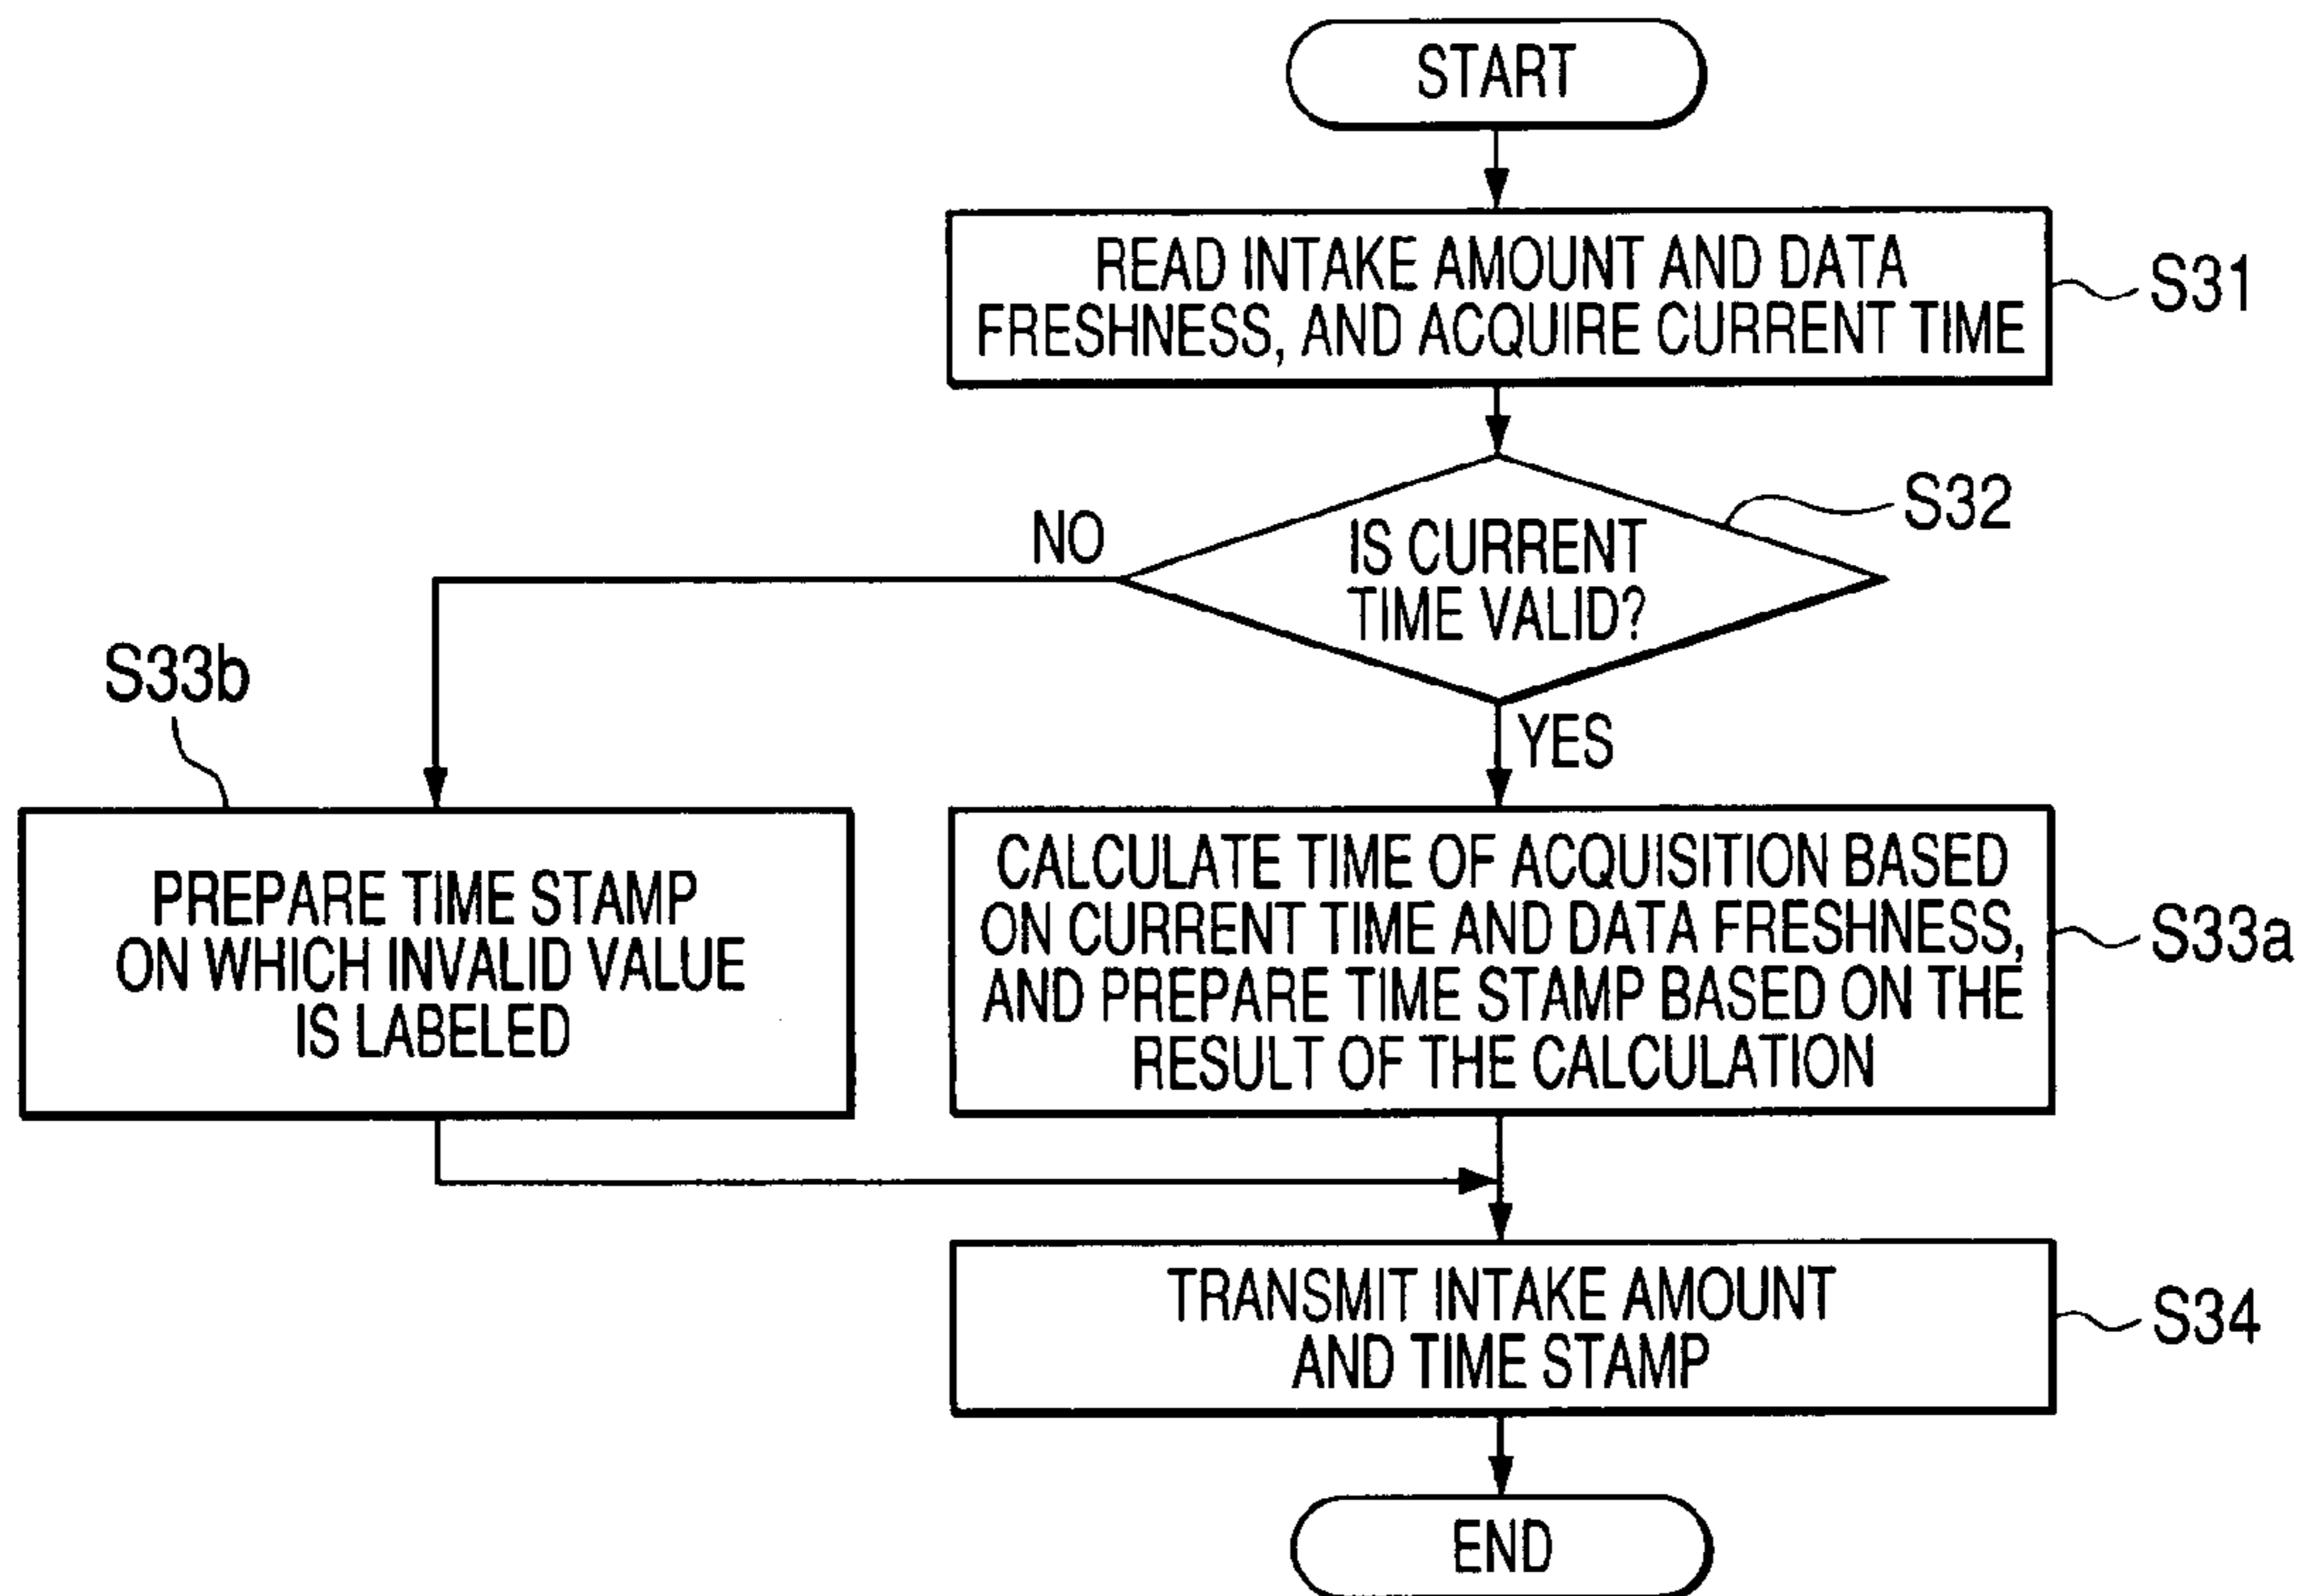 START
READ INTAKE AMOUNT AND DATA
FRESHNESS, AND ACQUIRE CURRENT TIME
S31
S32
IS CURRENT
TIME VALID?
NO
YES
S33b
PREPARE TIME STAMP
ON WHICH INVALID VALUE
IS LABELED
CALCULATE TIME OF ACQUISITION BASED
ON CURRENT TIME AND DATA FRESHNESS,
AND PREPARE TIME STAMP BASED ON THE
RESULT OF THE CALCULATION
S33a
TRANSMIT INTAKE AMOUNT
AND TIME STAMP
S34
END